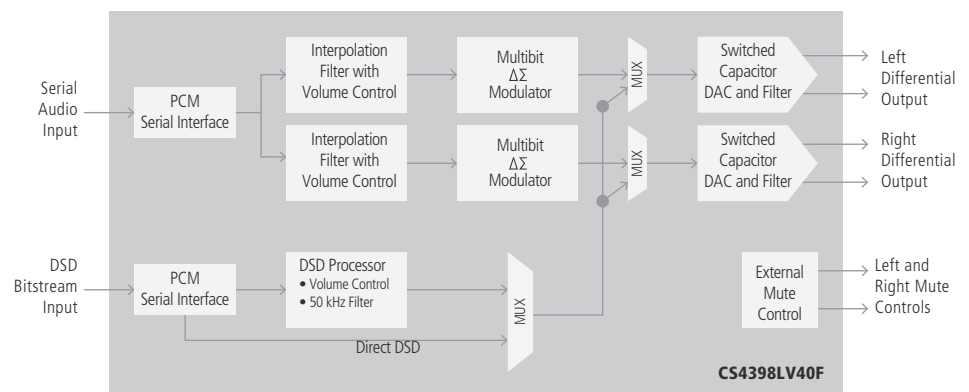 Serial
Audio
Input
PCM
Serial Interface
Interpolation
Filter with
Volume Control
Multibit
ΔΣ
Modulator
MUX
Switched
Capacitor
DAC and Filter
Left
Differential
Output
Interpolation
Filter with
Volume Control
Multibit
ΔΣ
Modulator
MUX
Switched
Capacitor
DAC and Filter
Right
Differential
Output
DSD
Bitstream
Input
PCM
Serial Interface
DSD Processor
• Volume Control
• 50 kHz Filter
MUX
Direct DSD
External
Mute
Control
Left and
Right Mute
Controls
CS4398LV40F